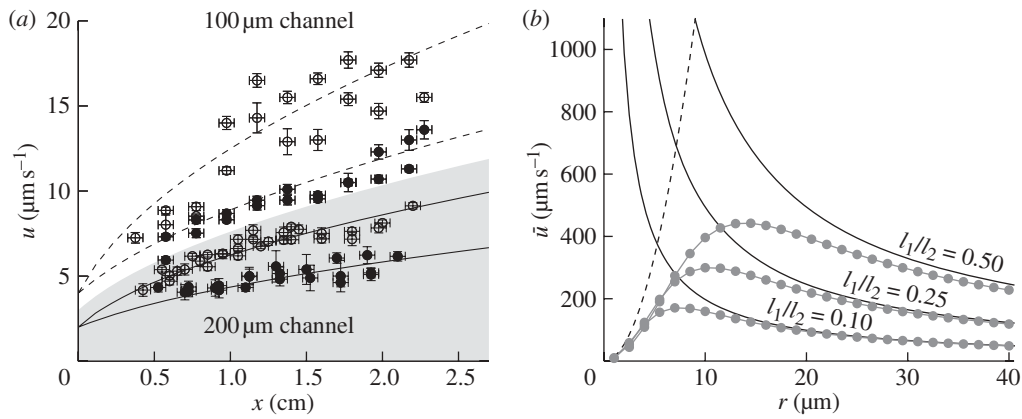 (a)
20
15
10
5
u (μm s⁻¹)
100 μm channel
200 μm channel
0
0.5
1.0
1.5
2.0
2.5
x (cm)
(b)
1000
800
600
400
200
ū (μm s⁻¹)
l₁/l₂ = 0.50
l₁/l₂ = 0.25
l₁/l₂ = 0.10
0
10
20
30
40
r (μm)